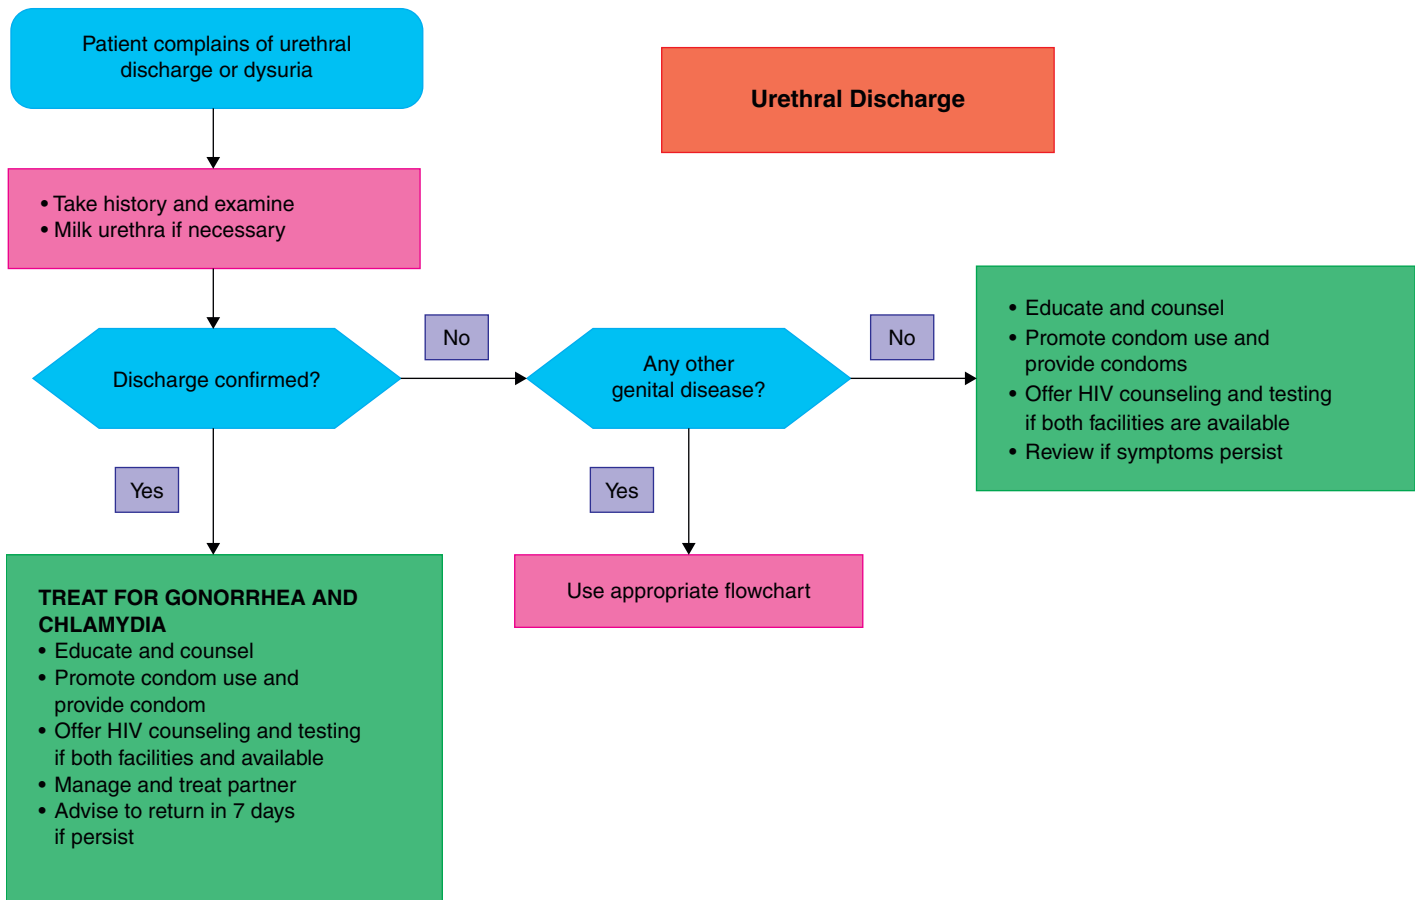 Patient complains of urethral
discharge or dysuria
Urethral Discharge
• Take history and examine
• Milk urethra if necessary
Discharge confirmed?
No
Any other
genital disease?
No
• Educate and counsel
• Promote condom use and
provide condoms
• Offer HIV counseling and testing
if both facilities are available
• Review if symptoms persist
Yes
Yes
TREAT FOR GONORRHEA AND
CHLAMYDIA
• Educate and counsel
• Promote condom use and
provide condom
• Offer HIV counseling and testing
if both facilities and available
• Manage and treat partner
• Advise to return in 7 days
if persist
Use appropriate flowchart